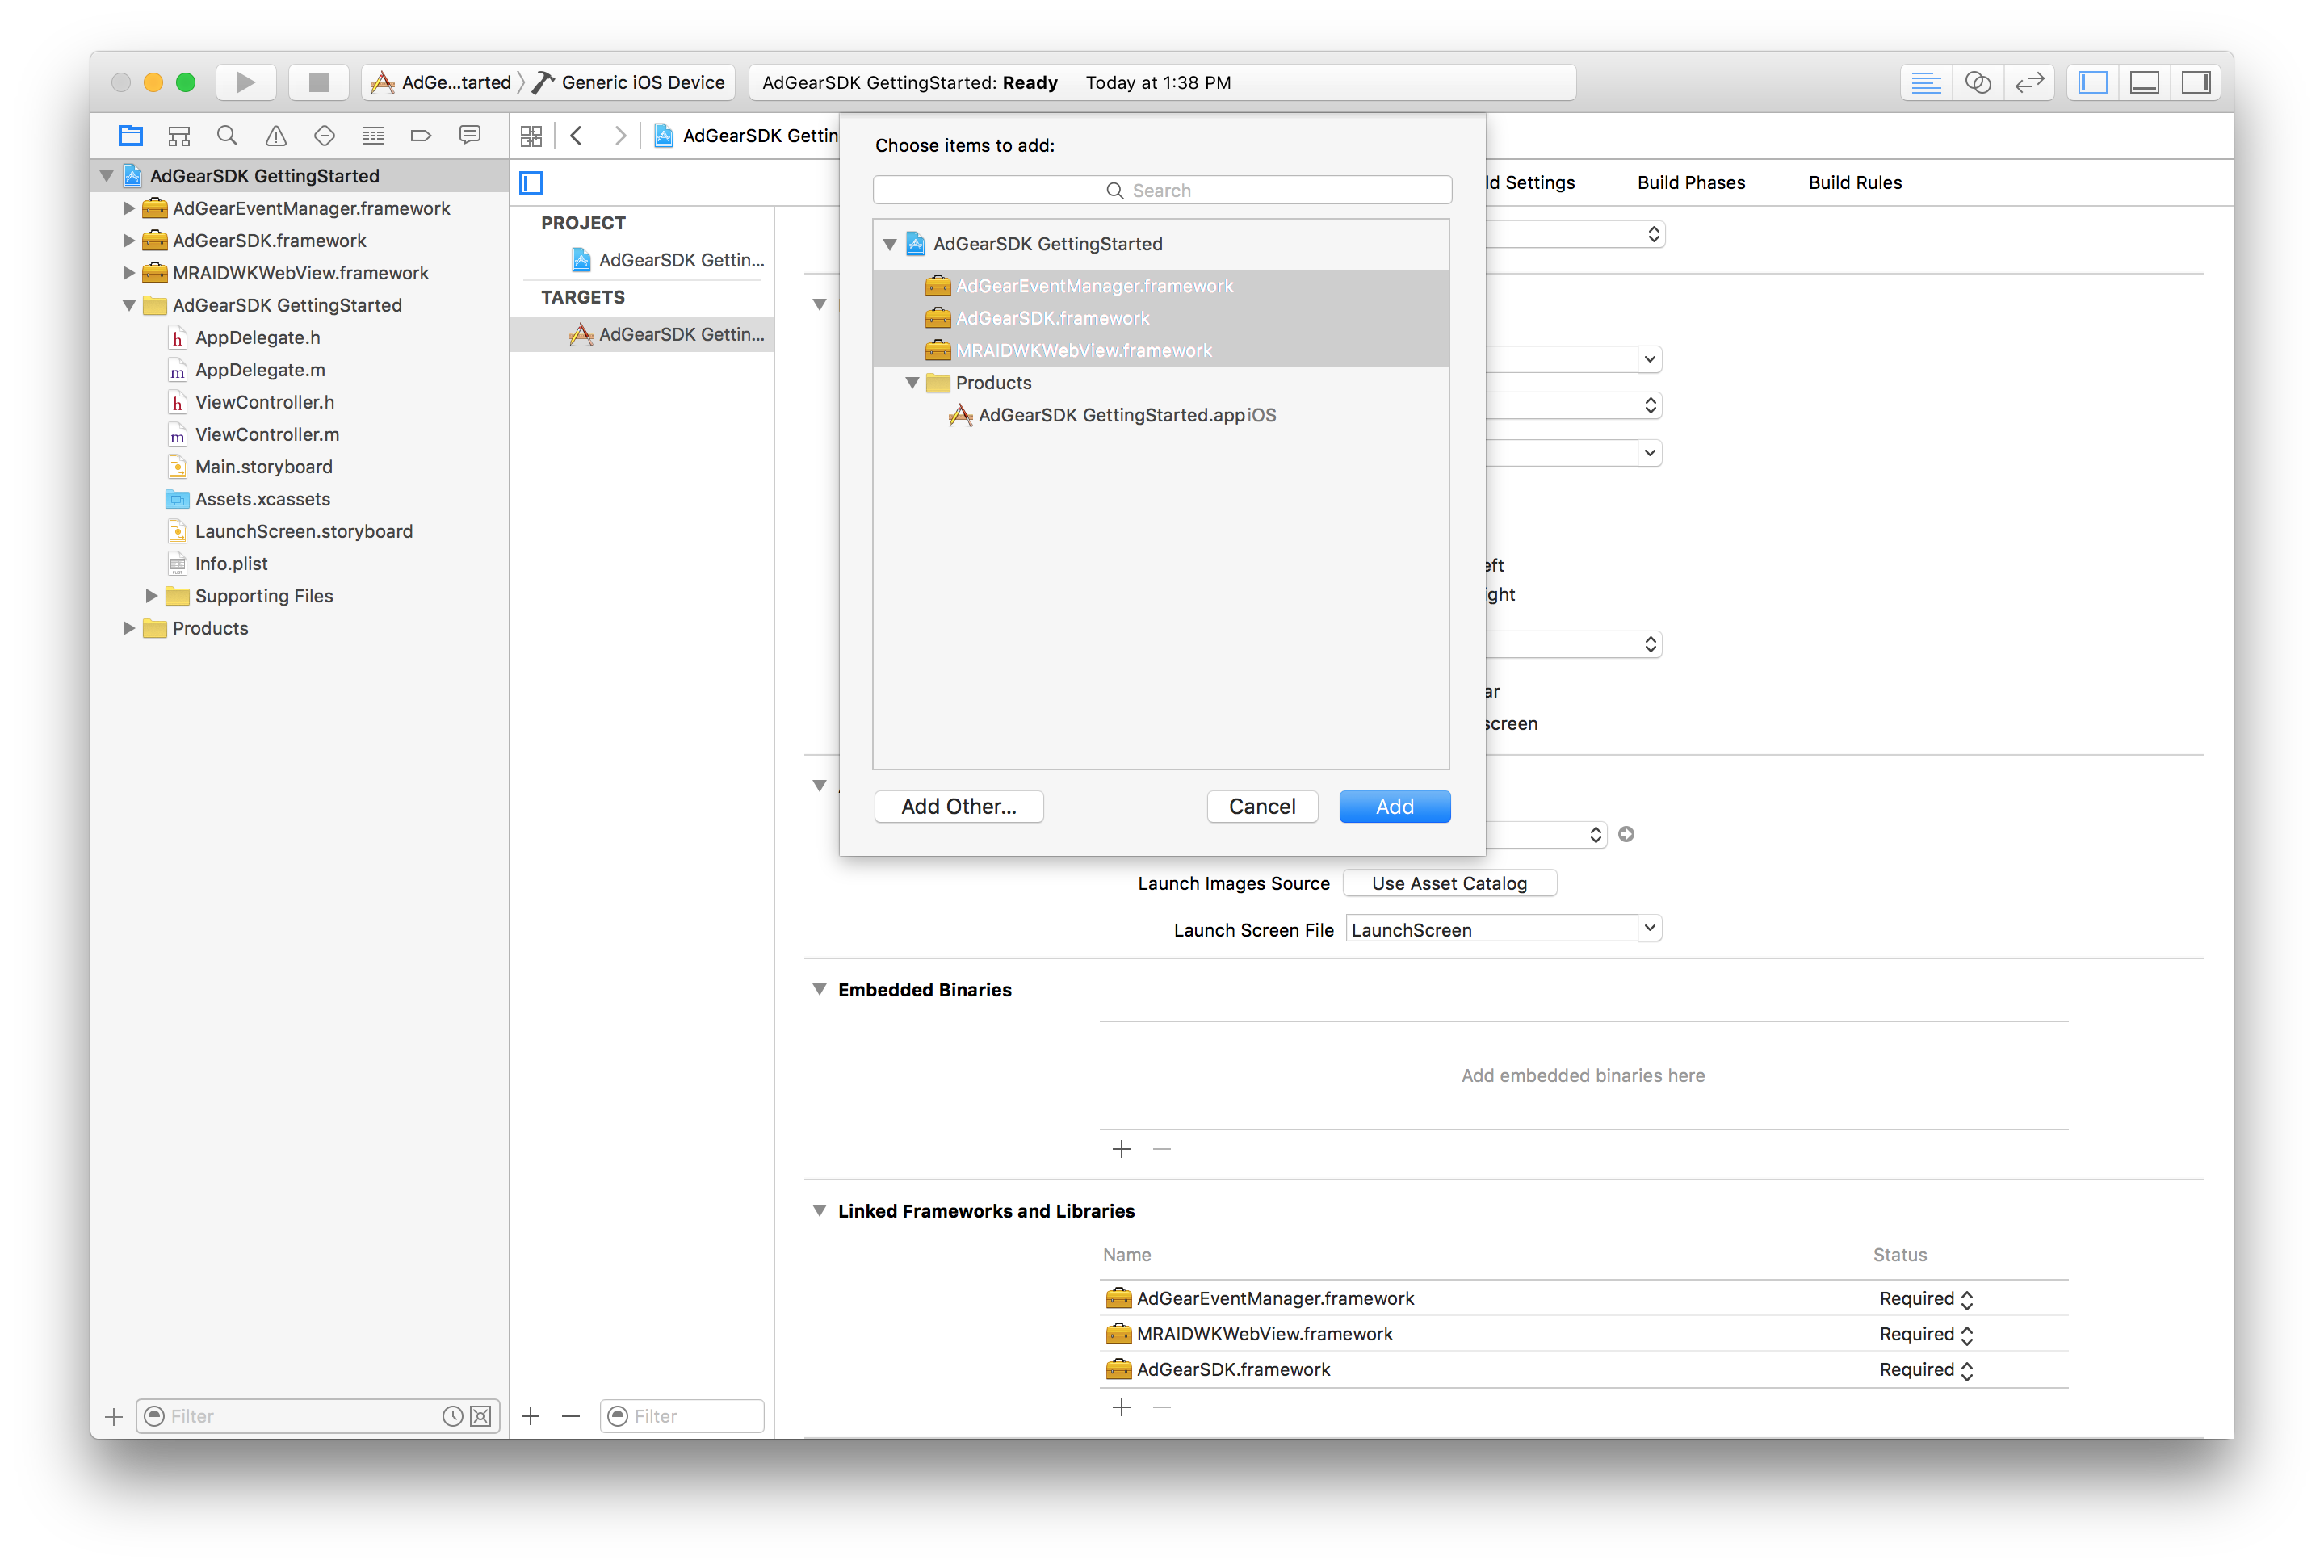 AdGe...tarted
Generic iOS Device
AdGearSDK GettingStarted: Ready | Today at 1:38 PM
AdGearSDK GettingStarted
AdGearEventManager.framework
AdGearSDK.framework
MRAIDWKWebView.framework
AdGearSDK GettingStarted
h AppDelegate.h
m AppDelegate.m
h ViewController.h
m ViewController.m
Main.storyboard
Assets.xcassets
LaunchScreen.storyboard
Info.plist
Supporting Files
Products
Filter
AdGearSDK Gettin
PROJECT
AdGearSDK Gettin...
TARGETS
AdGearSDK Gettin...
Filter
Choose items to add:
Search
AdGearSDK GettingStarted
AdGearEventManager.framework
AdGearSDK.framework
MRAIDWKWebView.framework
Products
AdGearSDK GettingStarted.app iOS
Add Other...
Cancel
Add
ld Settings
Build Phases
Build Rules
eft
ight
ar
screen
Launch Images Source
Use Asset Catalog
Launch Screen File
LaunchScreen
Embedded Binaries
Add embedded binaries here
Linked Frameworks and Libraries
Name
Status
AdGearEventManager.framework
Required
MRAIDWKWebView.framework
Required
AdGearSDK.framework
Required